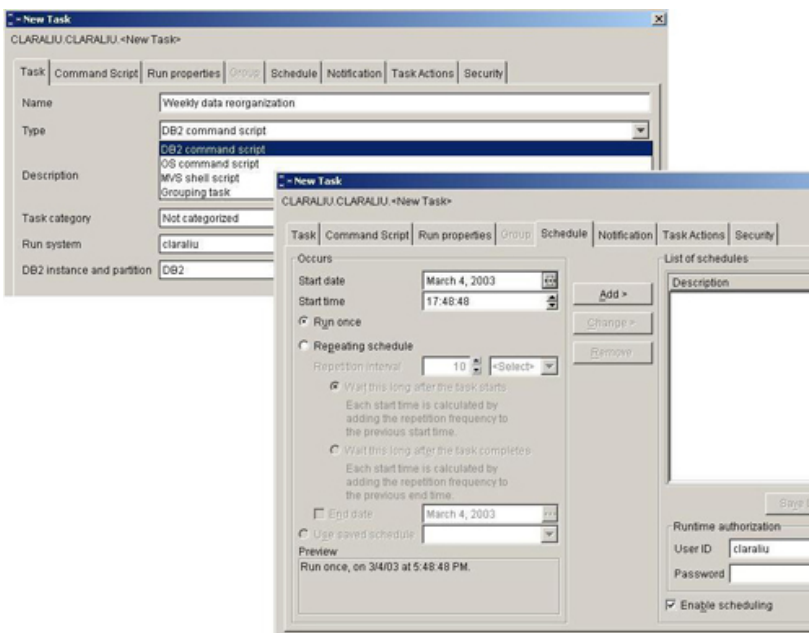 New Task
CLARALIU.CLARALIU.<New Task>
Task Command Script Run properties Group Schedule Notification Task Actions Security
Name Weekly data reorganization
Type DB2 command script
DB2 command script
OS command script
MVS shell script
Grouping task
Description
Task category Not categorized
Run system claraliu
DB2 instance and partition DB2
New Task
CLARALIU.CLARALIU.<New Task>
Task Command Script Run properties Group Schedule Notification Task Actions Security
Occurs
Start date March 4, 2003
Start time 17:48:48
Run once
Repeating schedule
Repetition interval 10 <Select>
Wait this long after the task starts
Each start time is calculated by
adding the repetition frequency to
the previous start time.
Wait this long after the task completes
Each start time is calculated by
adding the repetition frequency to
the previous end time.
End date March 4, 2003
Use saved schedule
Preview
Run once, on 3/4/03 at 5:48:48 PM.
Add >
Change >
Remove
List of schedules
Description
Save
Runtime authorization
User ID claraliu
Password
Enable scheduling